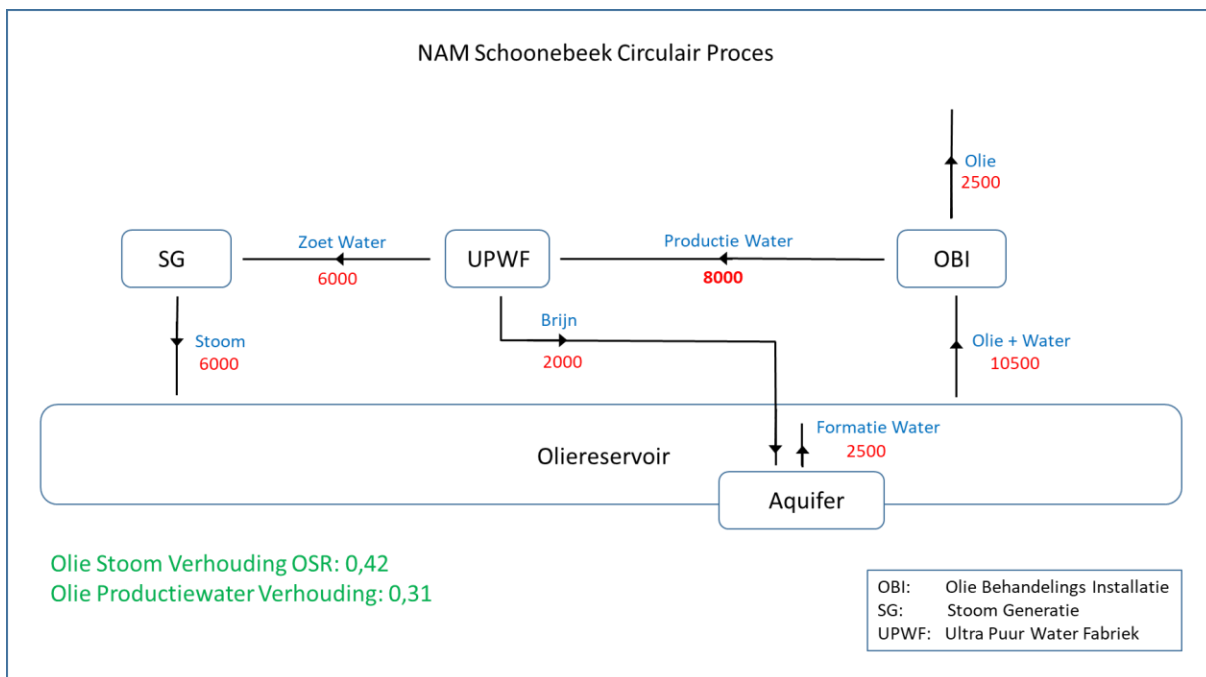 NAM Schoonebeek Circulair Proces
Olie
2500
SG
Zoet Water
6000
UPWF
Productie Water
8000
OBI
Stoom
6000
Brijn
2000
Olie + Water
10500
Formatie Water
2500
Oliereservoir
Aquifer
Olie Stoom Verhouding OSR: 0,42
Olie Productiewater Verhouding: 0,31
OBI: Olie Behandelings Installatie
SG: Stoom Generatie
UPWF: Ultra Puur Water Fabriek